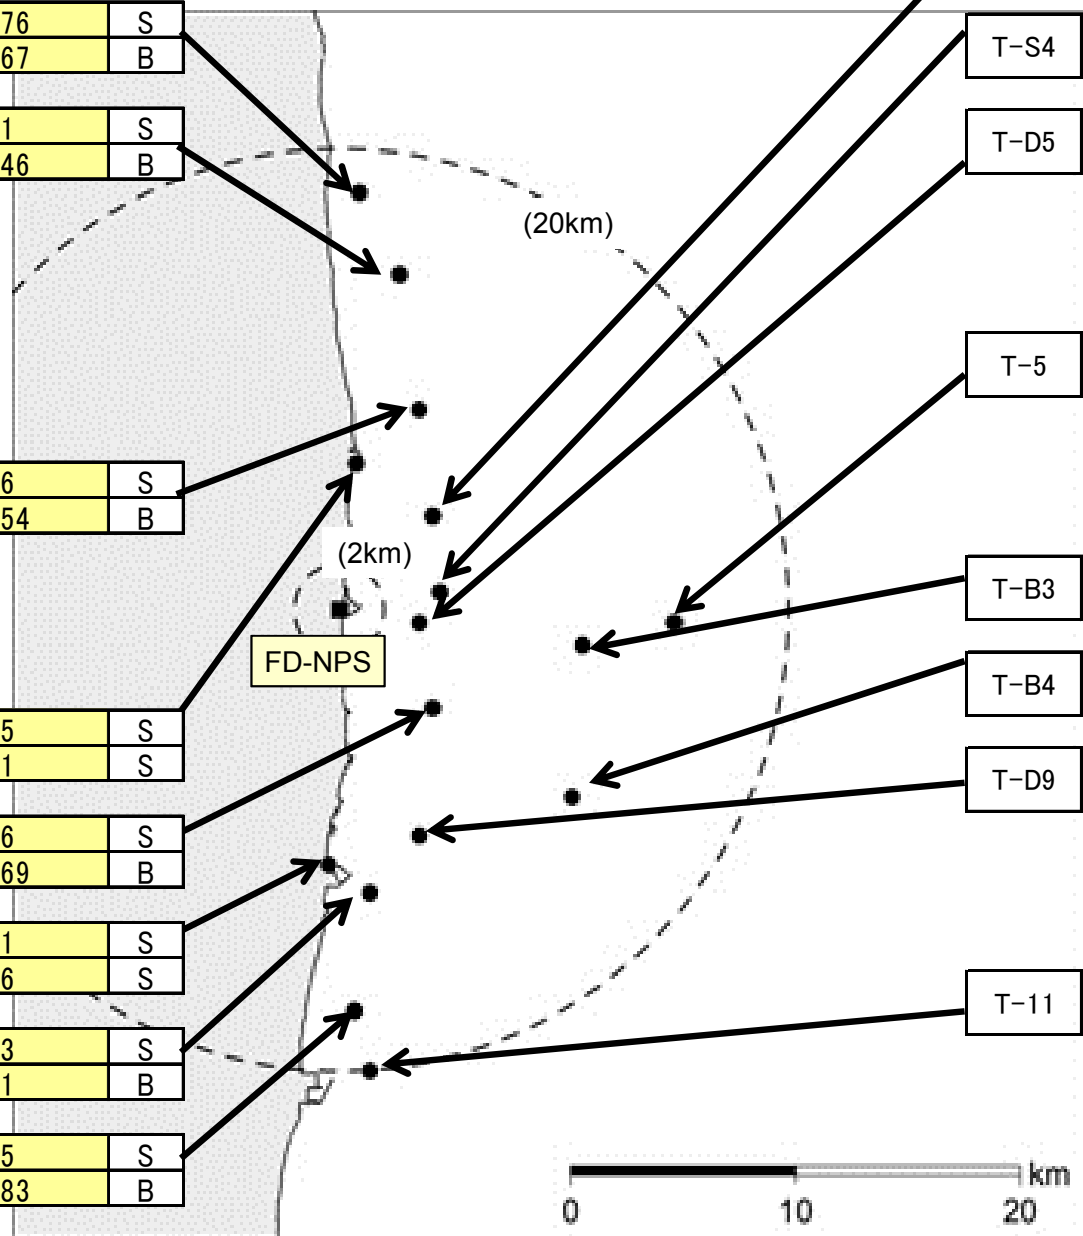 76 S
67 B
T-S4
1 S
46 B
T-D5
(20km)
T-5
6 S
54 B
(2km)
T-B3
FD-NPS
T-B4
5 S
1 S
T-D9
6 S
69 B
1 S
6 S
T-11
3 S
1 B
5 S
83 B
km
0 10 20